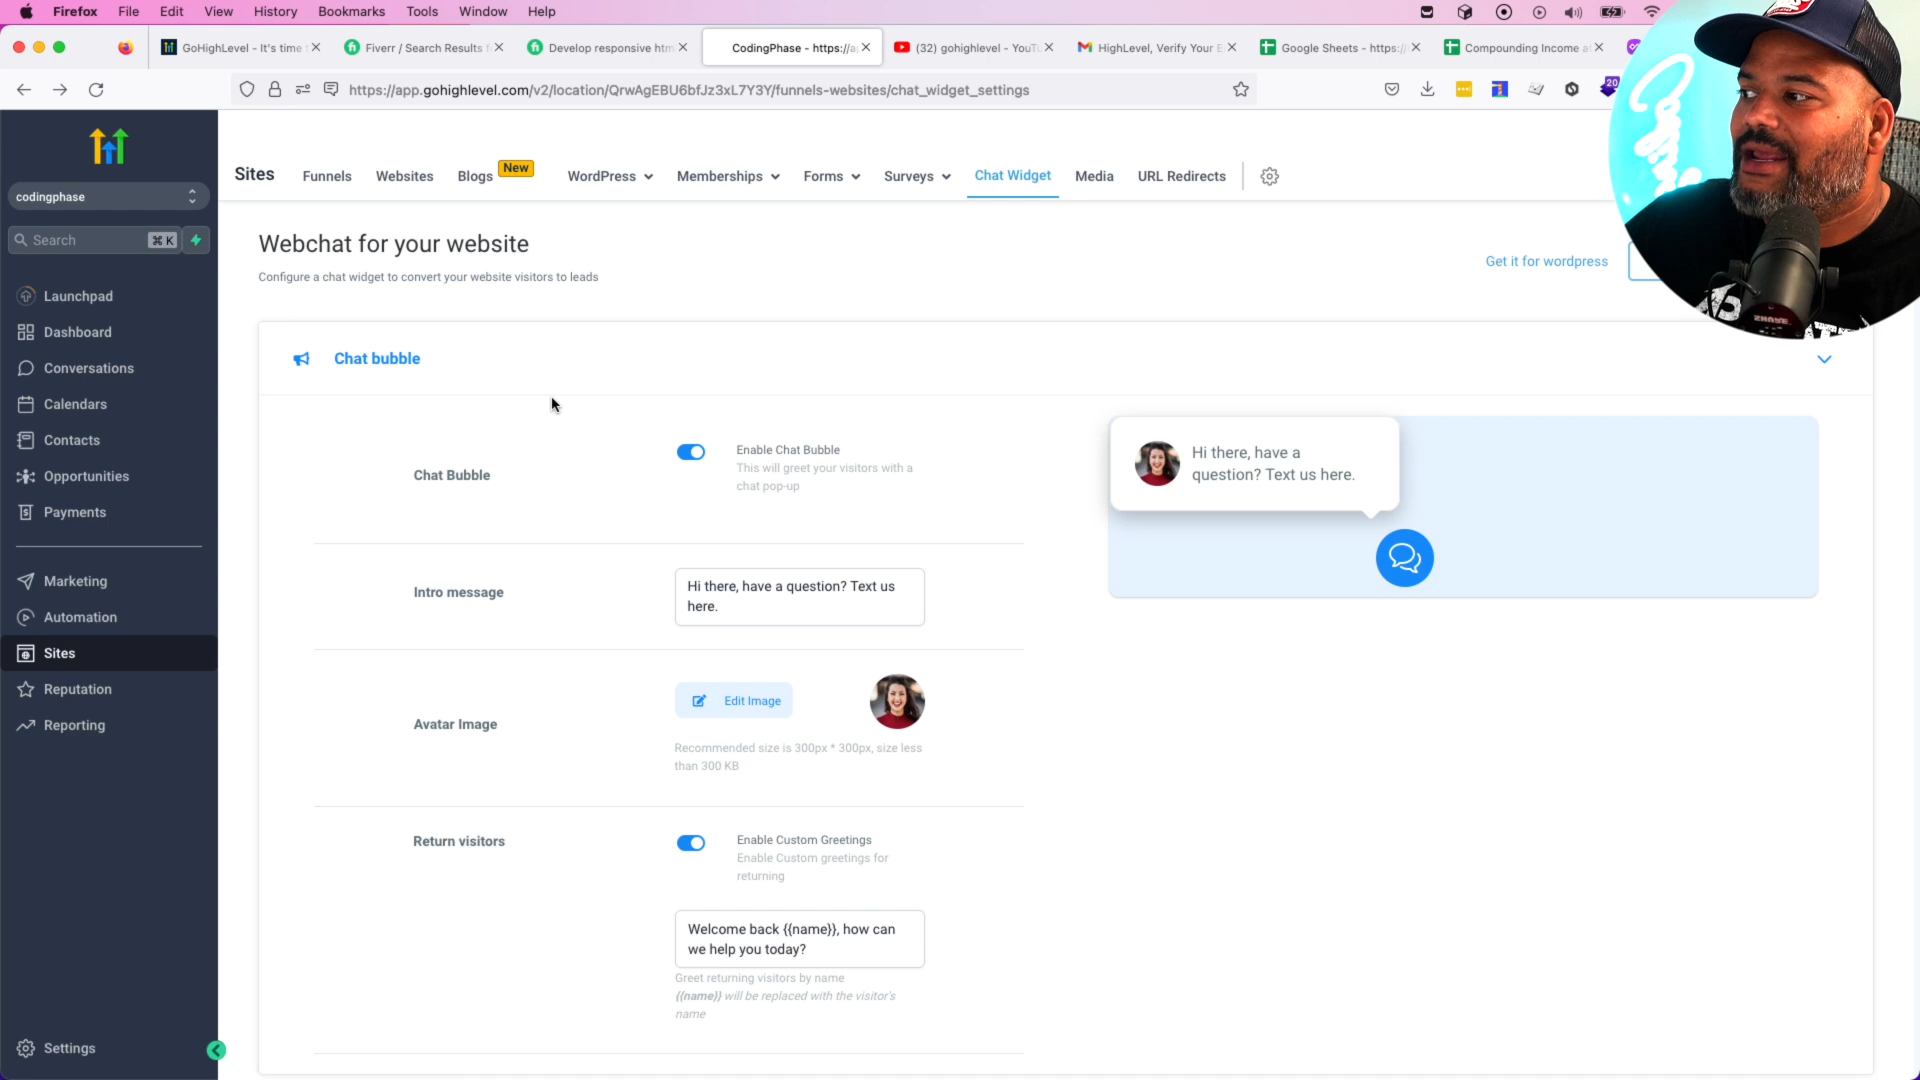 Firefox File Edit View History Bookmarks Tools Window Help
GoHighLevel - It's time
Fiverr / Search Results f
Develop responsive htm
CodingPhase - https://a
(32) gohighlevel - YouTu
HighLevel, Verify Your E
Google Sheets - https:/
Compounding Income a
https://app.gohighlevel.com/v2/location/QrwAgEBU6bfJz3xL7Y3Y/funnels-websites/chat_widget_settings
20
codingphase
Search ⌘ K
Launchpad
Dashboard
Conversations
Calendars
Contacts
Opportunities
Payments
Marketing
Automation
Sites
Reputation
Reporting
Settings
Sites Funnels Websites Blogs New WordPress Memberships Forms Surveys Chat Widget Media URL Redirects
Webchat for your website
Configure a chat widget to convert your website visitors to leads
Get it for wordpress
Chat bubble
Chat Bubble
Enable Chat Bubble
This will greet your visitors with a
chat pop-up
Intro message
Hi there, have a question? Text us
here.
Avatar Image
Edit Image
Recommended size is 300px * 300px, size less
than 300 KB
Return visitors
Enable Custom Greetings
Enable Custom greetings for
returning
Welcome back {{name}}, how can
we help you today?
Greet returning visitors by name
{{name}} will be replaced with the visitor's
name
Hi there, have a
question? Text us here.
SHURE